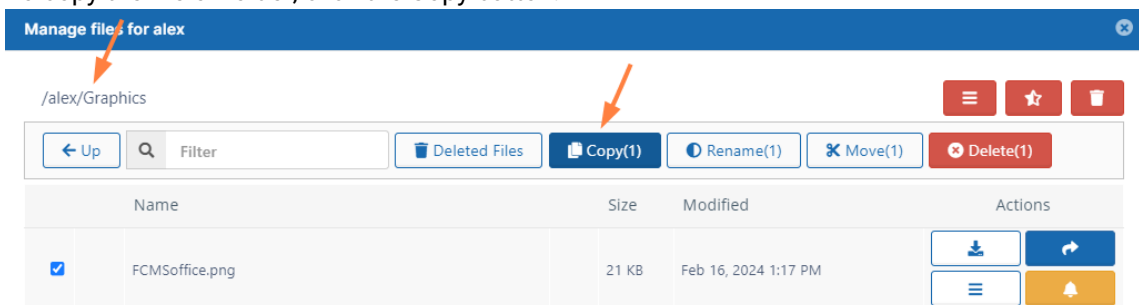 Manage files for alex
/alex/Graphics
Up Filter Deleted Files Copy(1) Rename(1) Move(1) Delete(1)
Name Size Modified Actions
FCMSoffice.png 21 KB Feb 16, 2024 1:17 PM